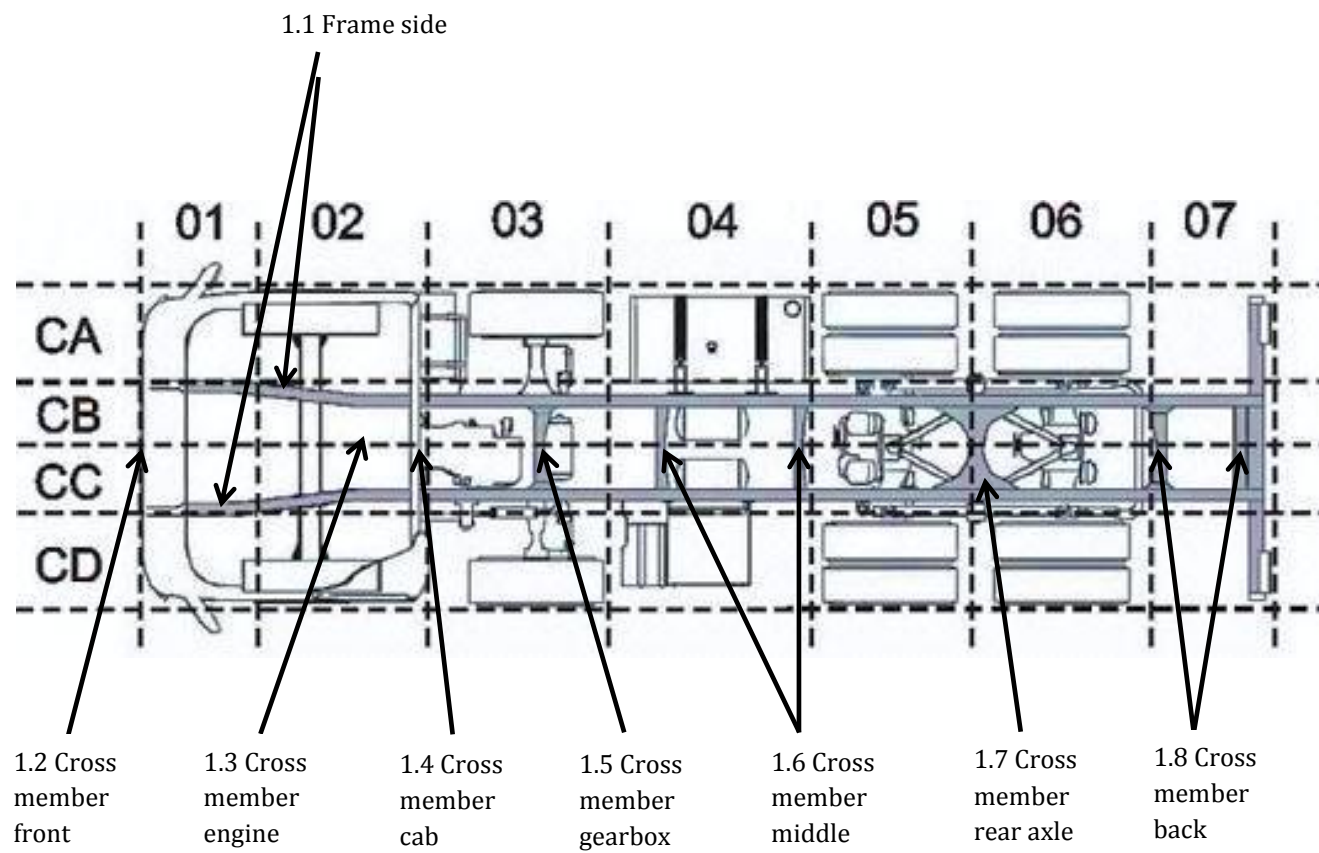 1.1 Frame side
01 02 03 04 05 06 07
CA
CB
CC
CD
1.2 Cross
member
front
1.3 Cross
member
engine
1.4 Cross
member
cab
1.5 Cross
member
gearbox
1.6 Cross
member
middle
1.7 Cross
member
rear axle
1.8 Cross
member
back